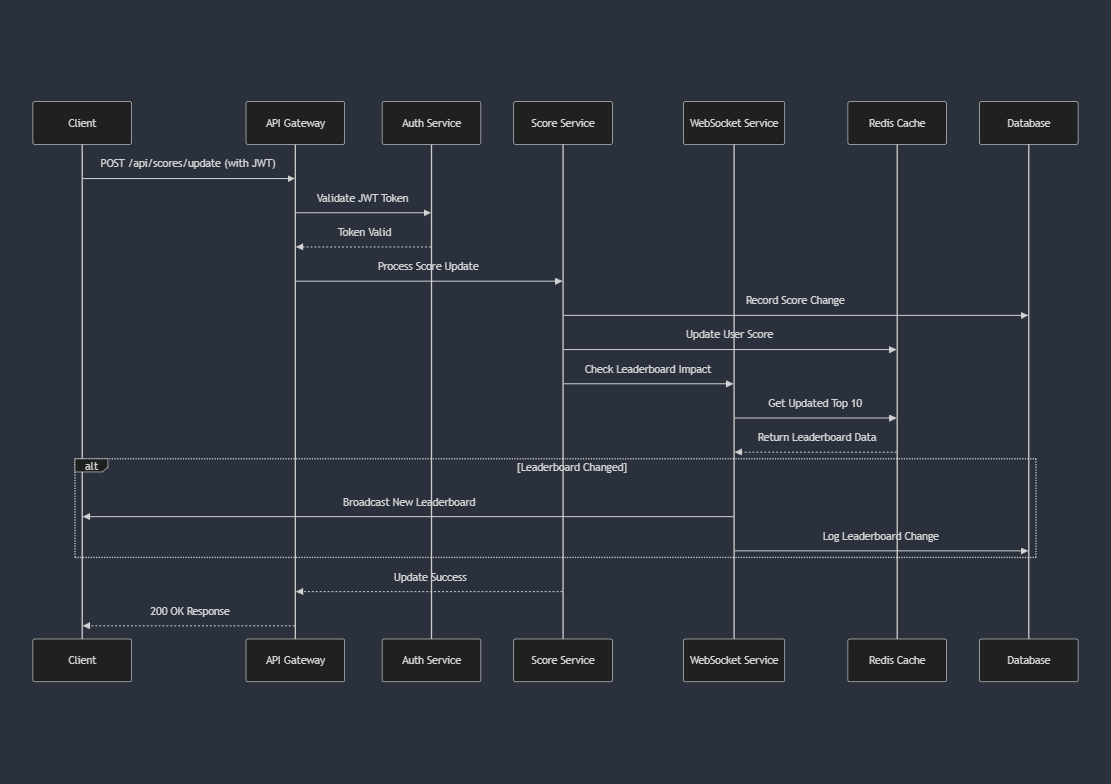 Client
API Gateway
Auth Service
Score Service
WebSocket Service
Redis Cache
Database
POST /api/scores/update (with JWT)
Validate JWT Token
Token Valid
Process Score Update
Record Score Change
Update User Score
Check Leaderboard Impact
Get Updated Top 10
Return Leaderboard Data
alt
[Leaderboard Changed]
Broadcast New Leaderboard
Log Leaderboard Change
Update Success
200 OK Response
Client
API Gateway
Auth Service
Score Service
WebSocket Service
Redis Cache
Database